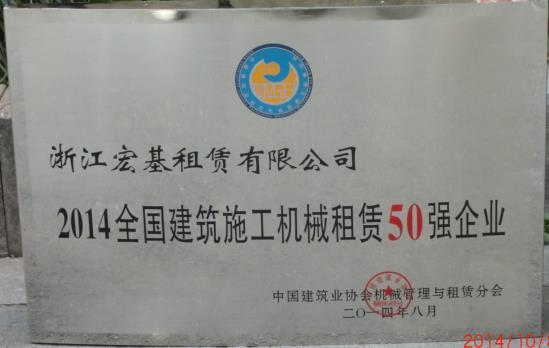 浙江宏基租赁有限公司
2014全国建筑施工机械租赁50强企业
中国建筑业协会机械管理与租赁分会
二〇一四年八月
2014/10/